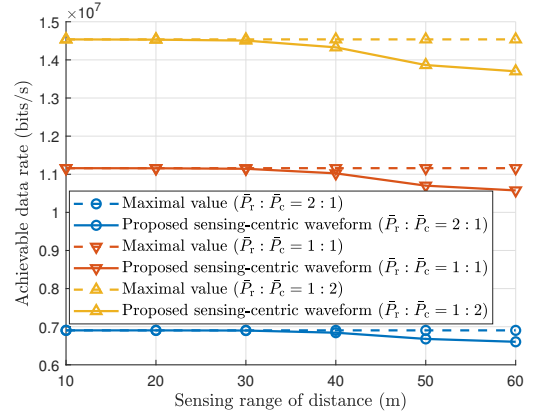 ×10⁷
1.5
1.4
1.3
1.2
1.1
1
0.9
0.8
0.7
0.6
Achievable data rate (bits/s)
Maximal value (P̄r : P̄c = 2 : 1)
Proposed sensing-centric waveform (P̄r : P̄c = 2 : 1)
Maximal value (P̄r : P̄c = 1 : 1)
Proposed sensing-centric waveform (P̄r : P̄c = 1 : 1)
Maximal value (P̄r : P̄c = 1 : 2)
Proposed sensing-centric waveform (P̄r : P̄c = 1 : 2)
10 20 30 40 50 60
Sensing range of distance (m)